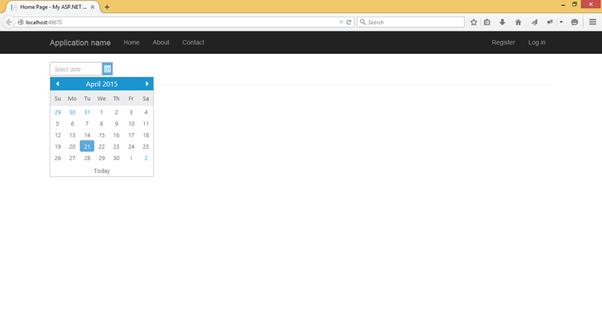 Home Page - My ASP.NET ...
localhost:49670
Search
Application name Home About Contact Register Log in
Select date
April 2015
Su Mo Tu We Th Fr Sa
29 30 31 1 2 3 4
5 6 7 8 9 10 11
12 13 14 15 16 17 18
19 20 21 22 23 24 25
26 27 28 29 30 1 2
Today